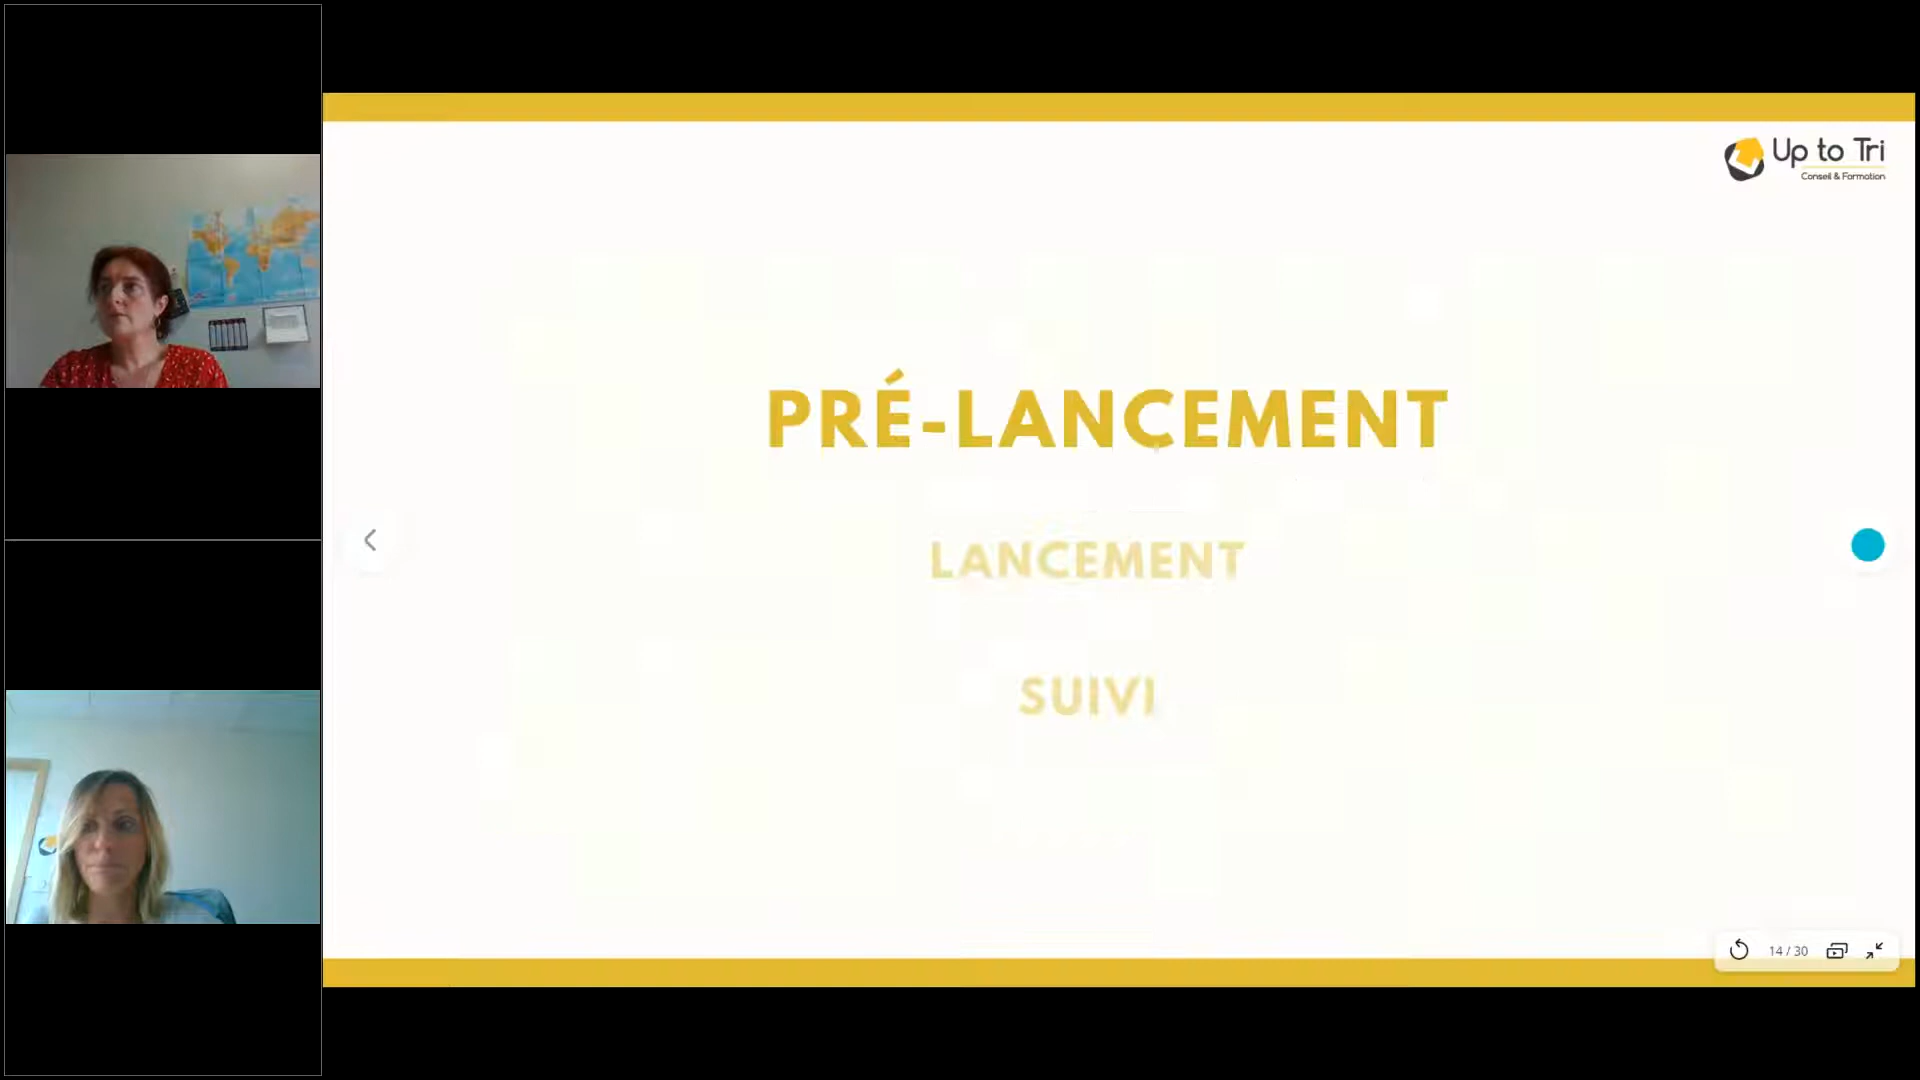 Up to Tri
Conseil & Formation
PRÉ-LANCEMENT
LANCEMENT
SUIVI
14 / 30